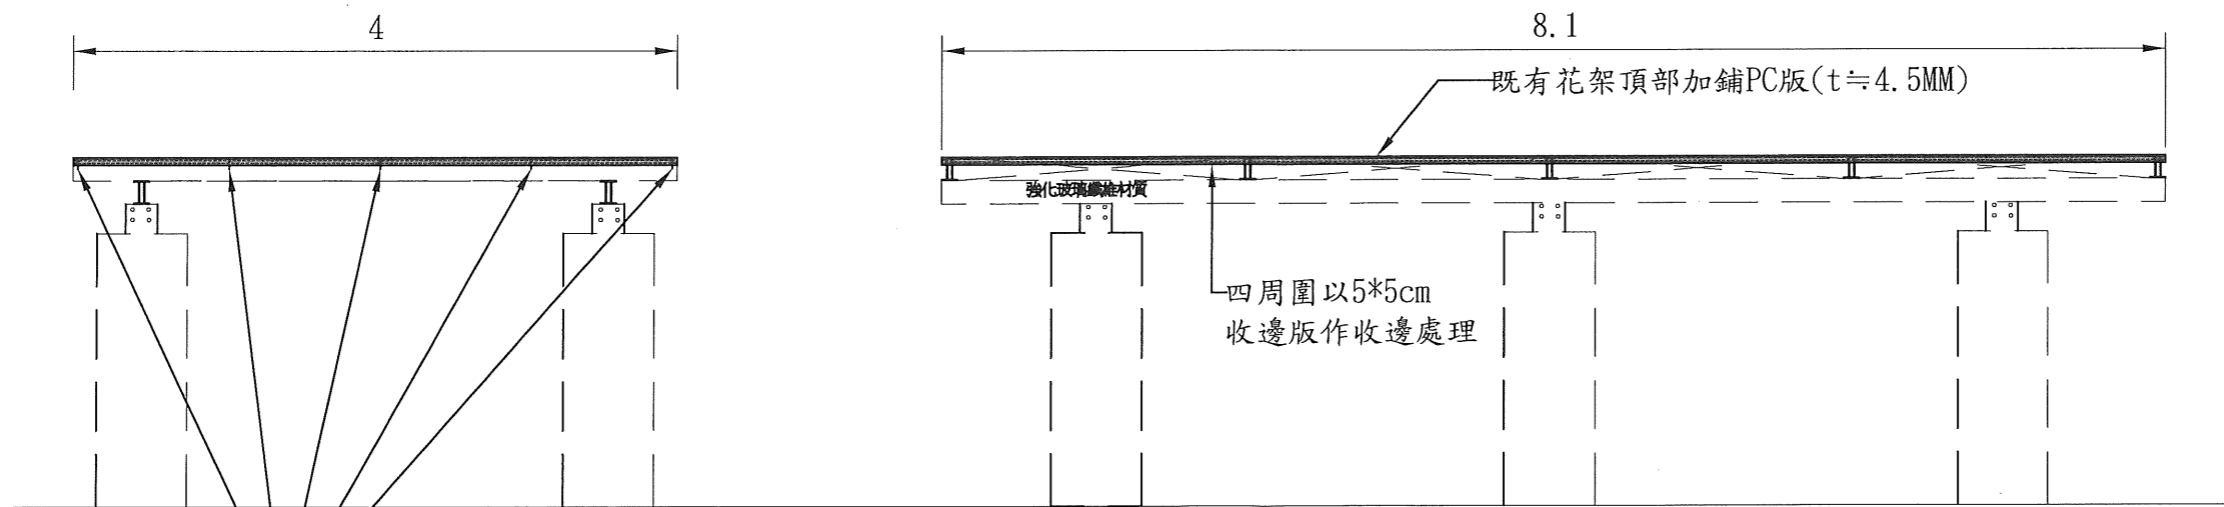 4
8.1
既有花架頂部加鋪PC版(t≒4.5MM)
強化玻璃纖維材質
四周圍以5*5cm
收邊版作收邊處理